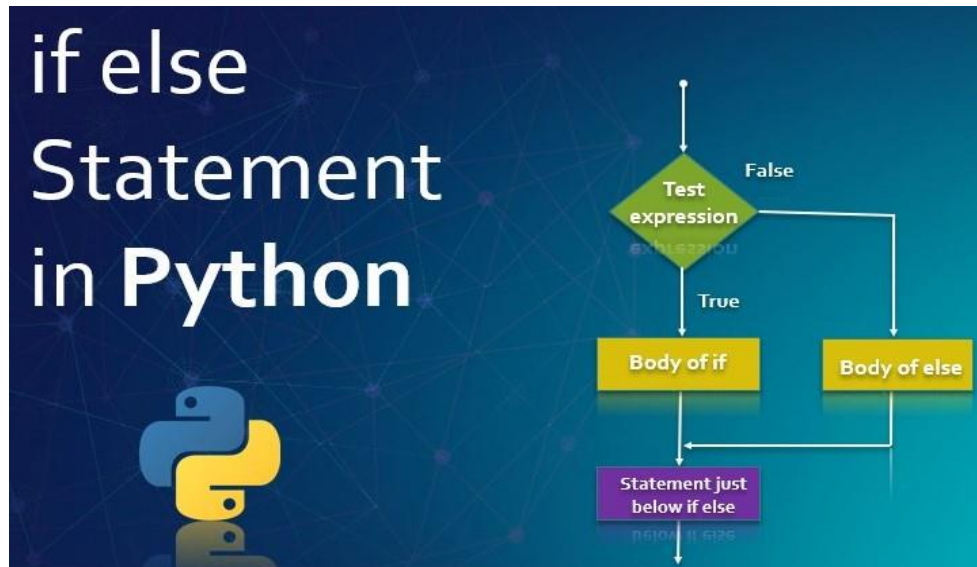 if else
Statement
in Python
False
Test
expression
True
Body of if
Body of else
Statement just
below if else